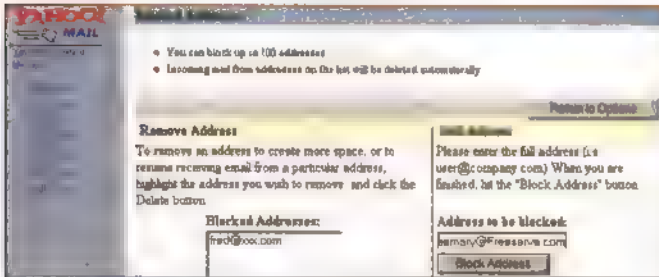 YAHOO!
MAIL
You can block up to 100 addresses
Incoming mail from addresses on the list will be deleted automatically
Return to Options
Remove Address
To remove an address to create more space, or to
resume receiving email from a particular address,
highlight the address you wish to remove and click the
Delete button
Blocked Addresses:
fred@xxx.com
Please enter the full address (i.e
user@company com) When you are
finished, hit the "Block Address" button
Address to be blocked:
@Freeserve com
Block Address